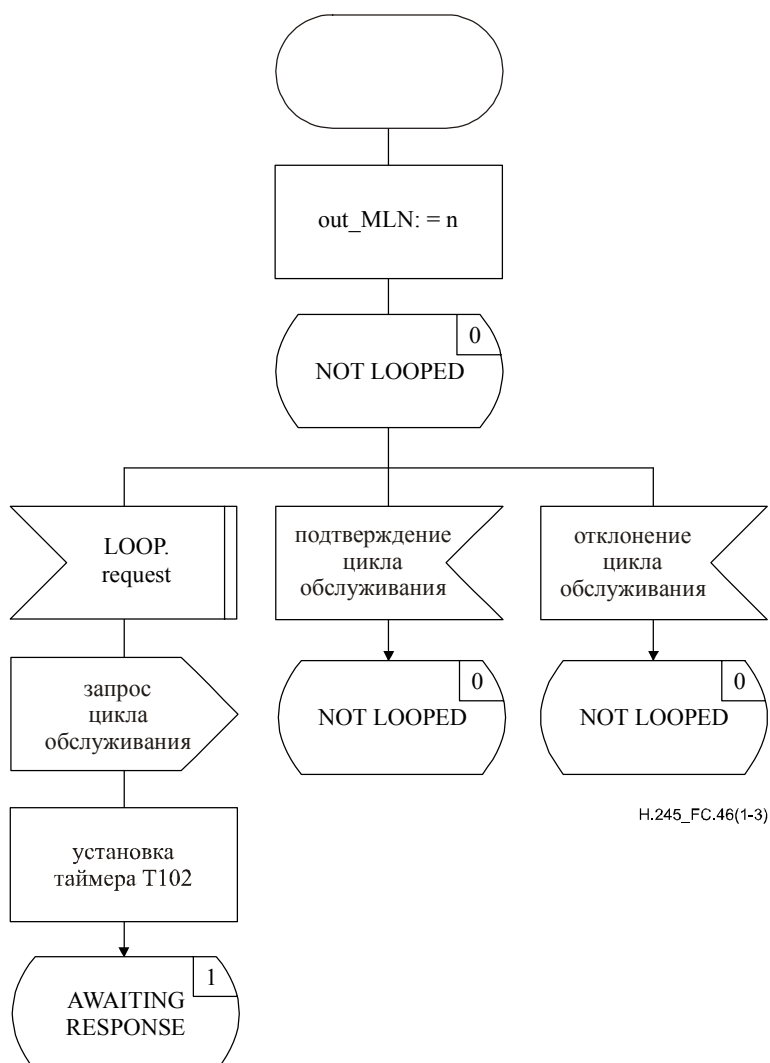 out_MLN: = n
0
NOT LOOPED
LOOP.
request
подтверждение
цикла
обслуживания
отклонение
цикла
обслуживания
запрос
цикла
обслуживания
0
NOT LOOPED
0
NOT LOOPED
H.245_FC.46(1-3)
установка
таймера T102
1
AWAITING
RESPONSE